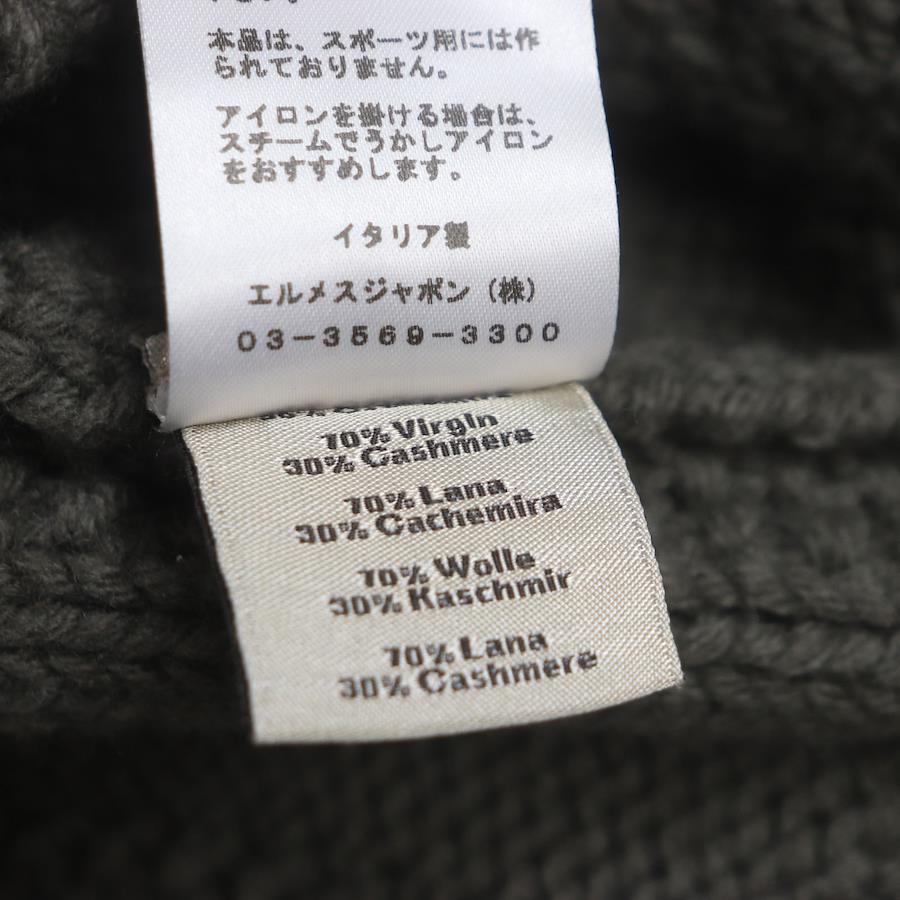 本品は、スポーツ用には作
られておりません。
アイロンを掛ける場合は、
スチームでうかしアイロン
をおすすめします。
イタリア製
エルメスジャポン（株）
03-3569-3300
70% Virgin
30% Cashmere
70% Lana
30% Cachemira
70% Wolle
30% Kaschmir
70% Lana
30% Cashmere